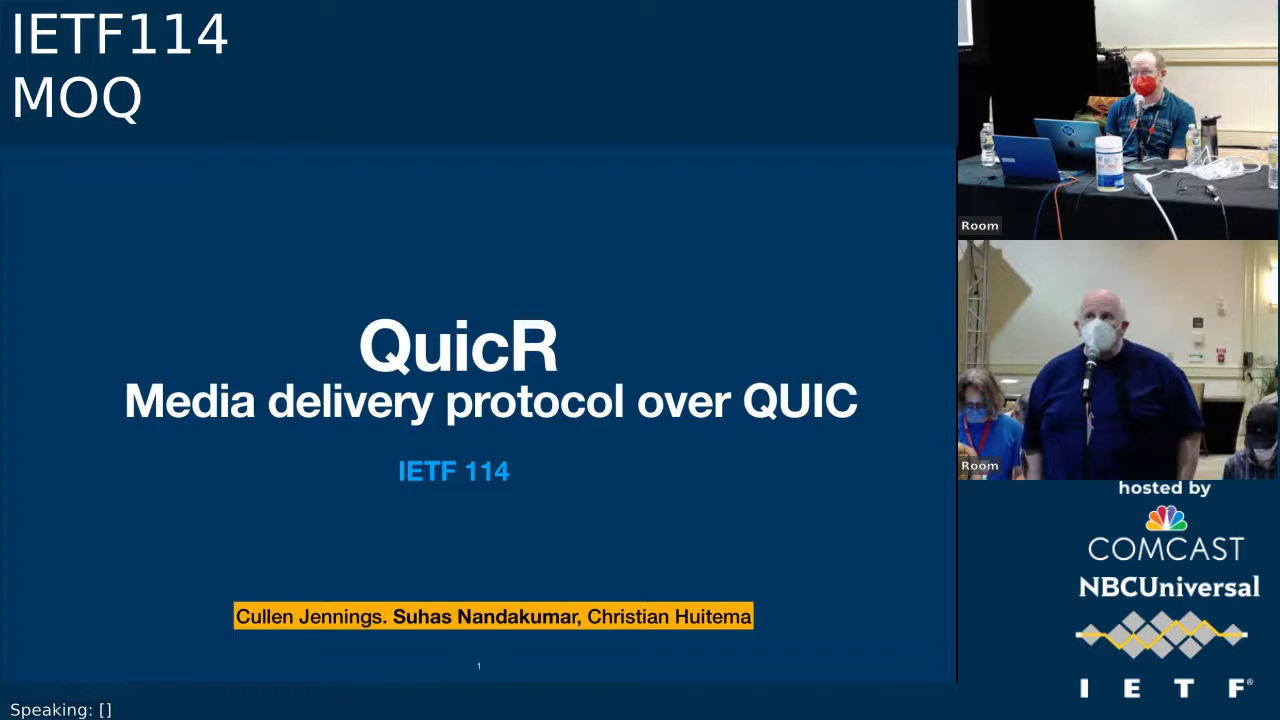 IETF114
MOQ
QuicR
Media delivery protocol over QUIC
IETF 114
Cullen Jennings. Suhas Nandakumar, Christian Huitema
1
Speaking: []
Room
Room
hosted by
COMCAST
NBCUniversal
I E T F®